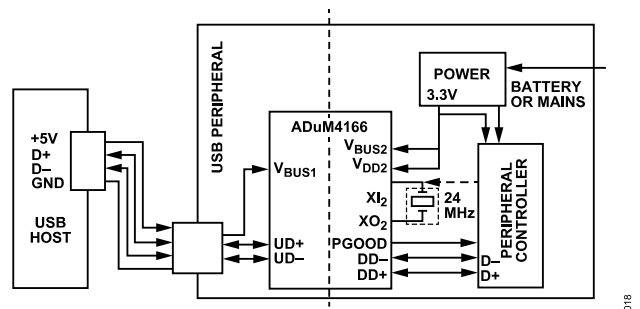 USB PERIPHERAL
POWER
3.3V
BATTERY
OR MAINS
ADuM4166
+5V
D+
D–
GND
USB
HOST
VBUS1
UD+
UD–
VBUS2
VDD2
XI2
XO2
24
MHz
PGOOD
DD–
DD+
PERIPHERAL
CONTROLLER
D–
D+
018